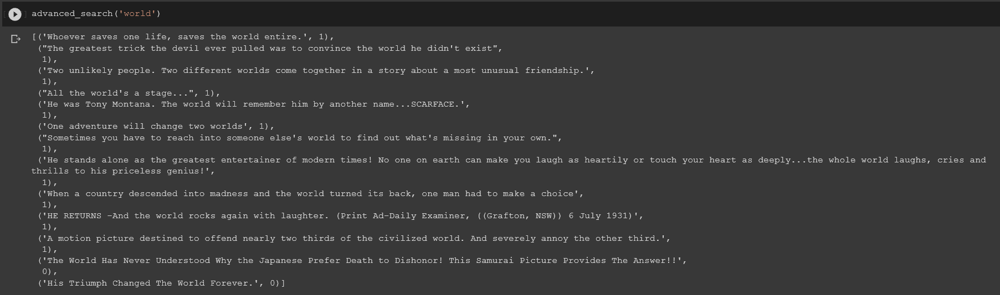 advanced_search('world')
[('Whoever saves one life, saves the world entire.', 1),
("The greatest trick the devil ever pulled was to convince the world he didn't exist",
1),
('Two unlikely people. Two different worlds come together in a story about a most unusual friendship.',
1),
("All the world's a stage...", 1),
('He was Tony Montana. The world will remember him by another name...SCARFACE.',
1),
('One adventure will change two worlds', 1),
("Sometimes you have to reach into someone else's world to find out what's missing in your own.",
1),
('He stands alone as the greatest entertainer of modern times! No one on earth can make you laugh as heartily or touch your heart as deeply...the whole world laughs, cries and
thrills to his priceless genius!',
1),
('When a country descended into madness and the world turned its back, one man had to make a choice',
1),
('HE RETURNS -And the world rocks again with laughter. (Print Ad-Daily Examiner, ((Grafton, NSW)) 6 July 1931)',
1),
('A motion picture destined to offend nearly two thirds of the civilized world. And severely annoy the other third.',
1),
('The World Has Never Understood Why the Japanese Prefer Death to Dishonor! This Samurai Picture Provides The Answer!!',
0),
('His Triumph Changed The World Forever.', 0)]